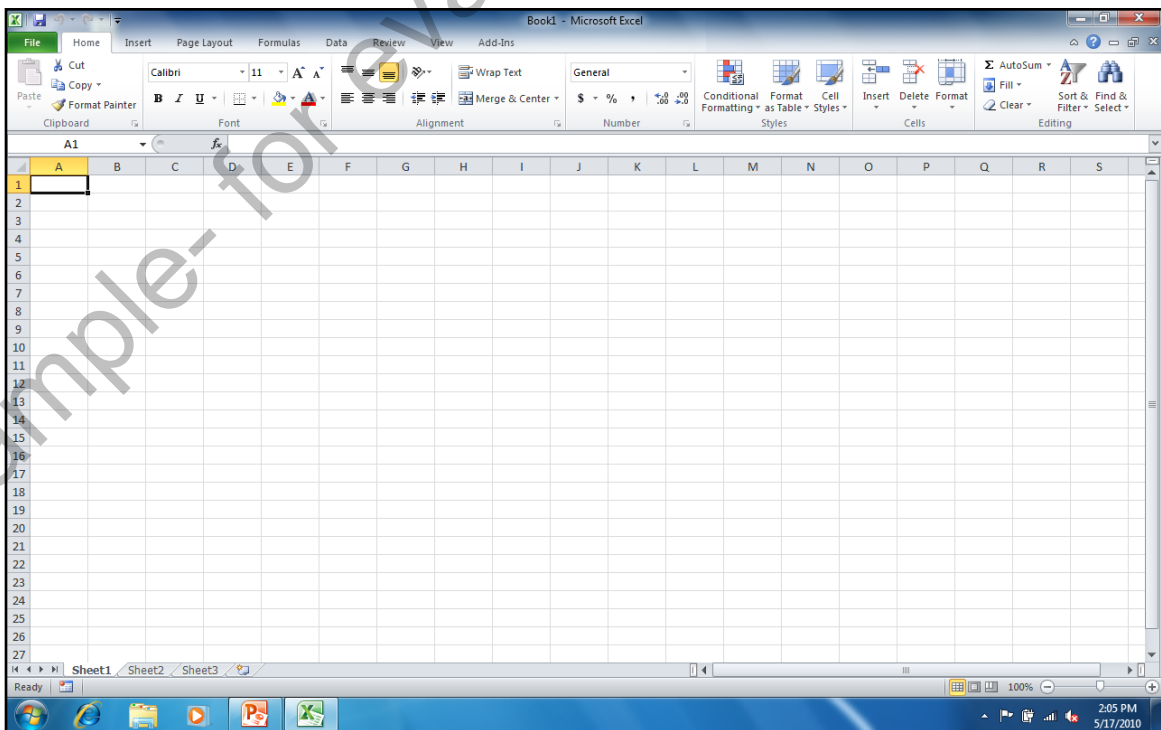 Book1 - Microsoft Excel
File Home Insert Page Layout Formulas Data Review View Add-Ins
Cut
Copy
Format Painter
Paste
Clipboard
Calibri 11
B I U
Font
Wrap Text
Merge & Center
Alignment
General
$ % ,
Number
Conditional Formatting
Format as Table
Cell Styles
Styles
Insert Delete Format
Cells
Σ AutoSum
Fill
Clear
Sort & Filter
Find & Select
Editing
A1 fx
A B C D E F G H I J K L M N O P Q R S
1
2
3
4
5
6
7
8
9
10
11
12
13
14
15
16
17
18
19
20
21
22
23
24
25
26
27
Sheet1 Sheet2 Sheet3
Ready 100%
2:05 PM
5/17/2010